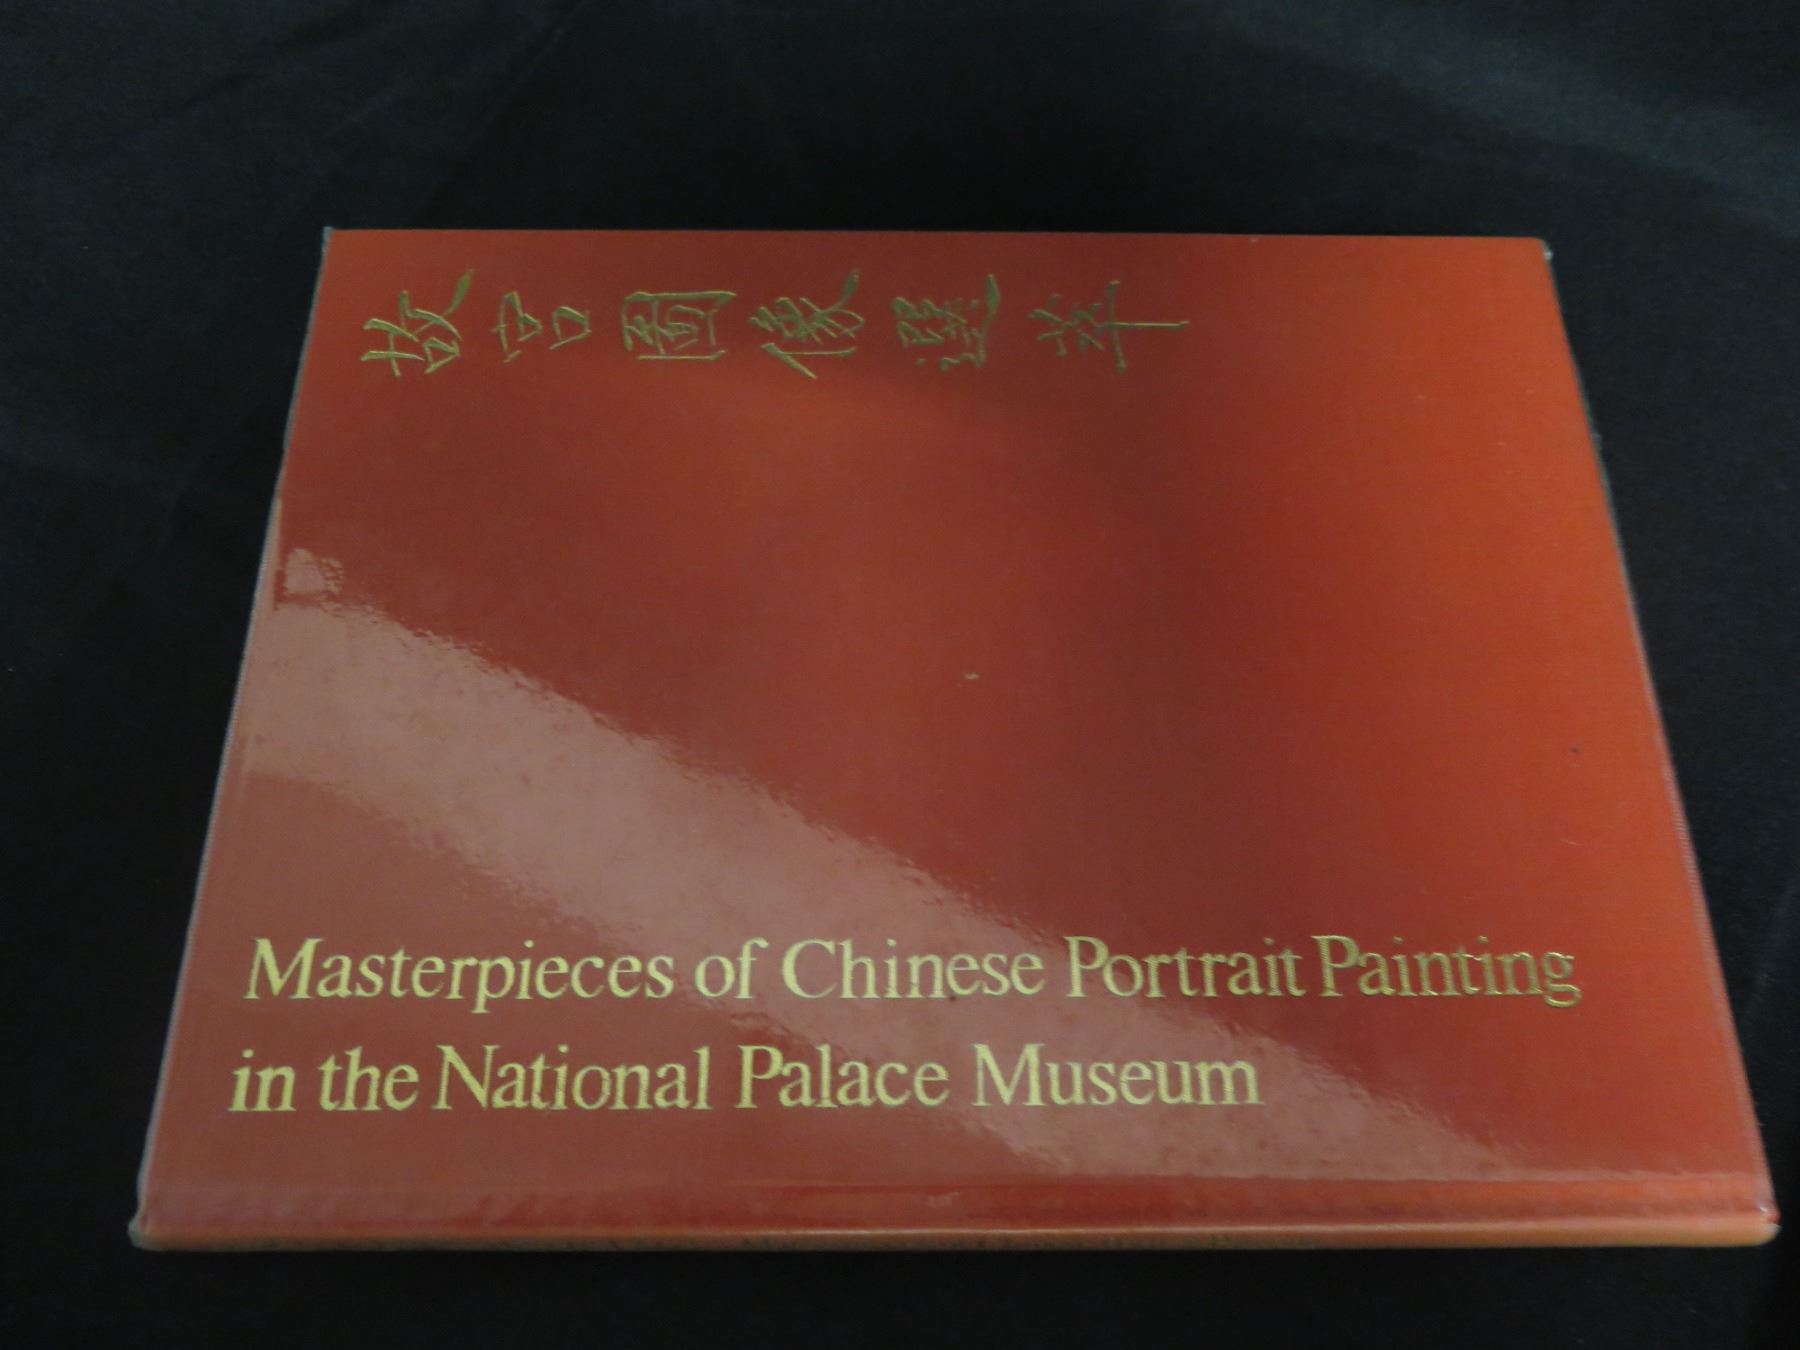 故宮圖像選萃
Masterpieces of Chinese Portrait Painting
in the National Palace Museum